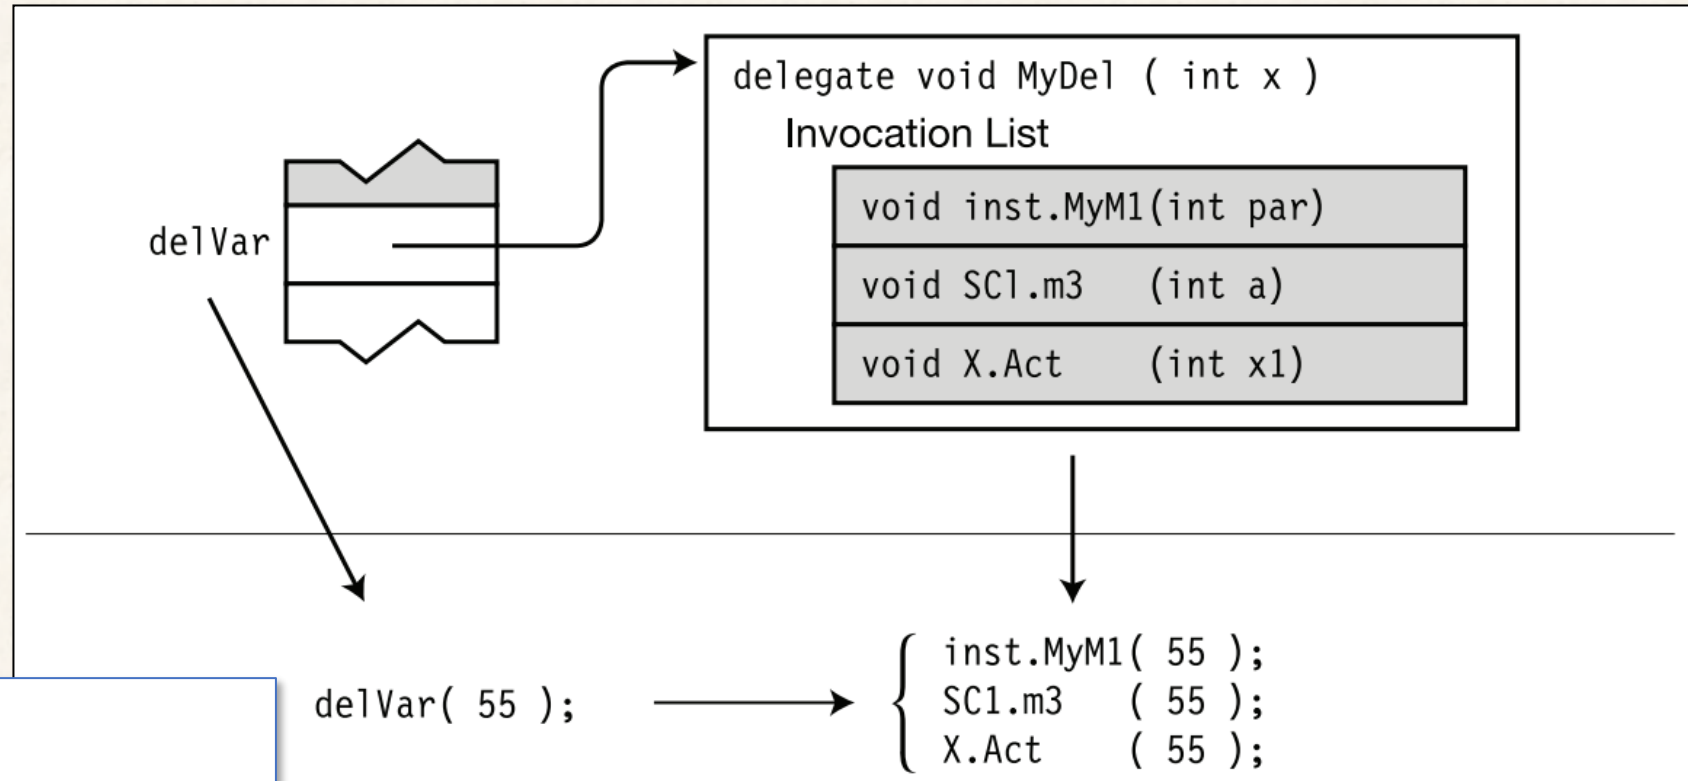 delegate void MyDel ( int x )
Invocation List
void inst.MyM1(int par)
delVar
void SCl.m3 (int a)
void X.Act (int x1)
inst.MyM1( 55 );
delVar( 55 );
SCl.m3 ( 55 );
X.Act ( 55 );